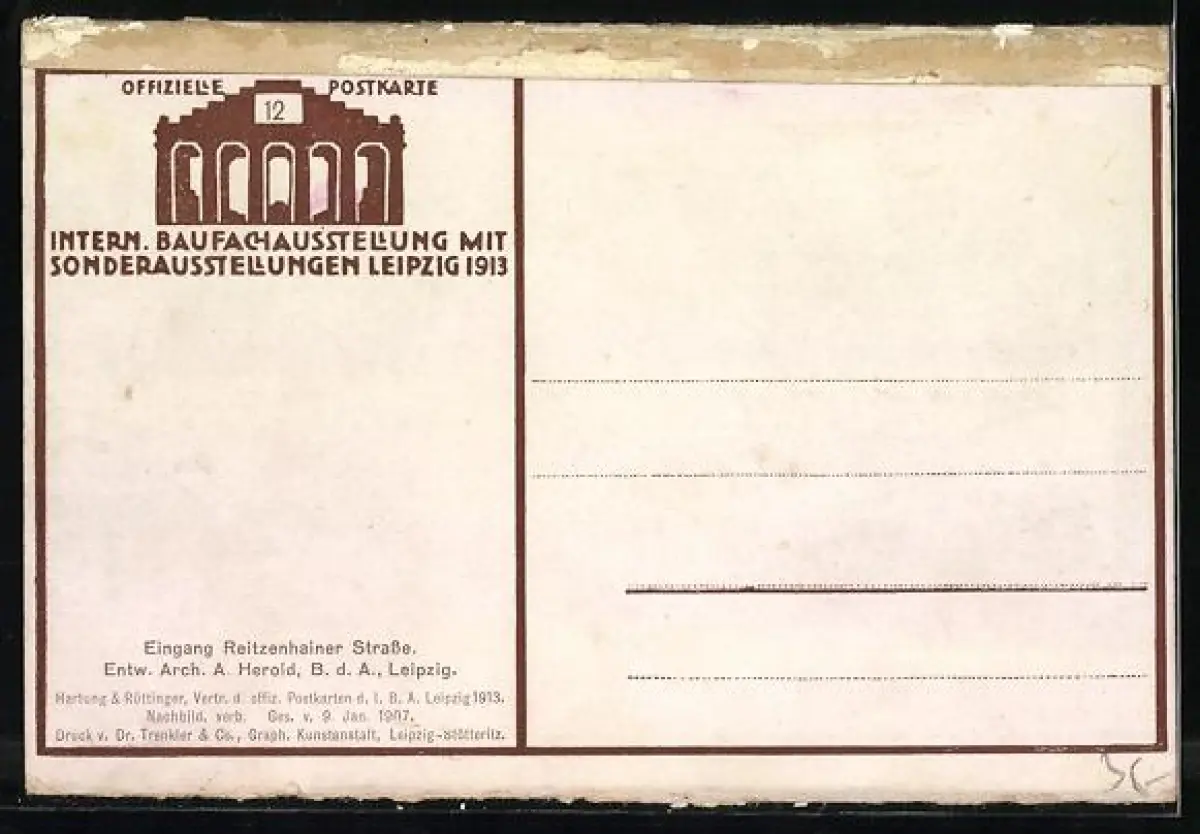 OFFIZIELLE POSTKARTE
12
INTERN. BAUFACHAUSSTELLUNG MIT
SONDERAUSSTELLUNGEN LEIPZIG 1913
Eingang Reitzenhainer Straße.
Entw. Arch. A. Herold, B. d. A., Leipzig.
Hartung & Rüttinger, Vertr. d. offiz. Postkarten d. I. B. A. Leipzig 1913.
Nachbild. verb. Ges. v. 9. Jan. 1907.
Druck v. Dr. Trenkler & Co., Graph. Kunstanstalt, Leipzig-Stötteritz.